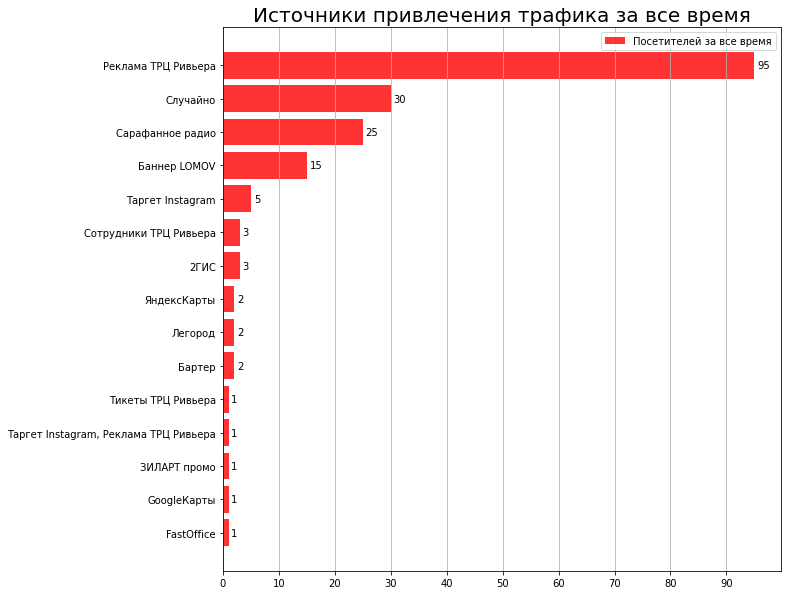 Источники привлечения трафика за все время
Посетителей за все время
Реклама ТРЦ Ривьера 95
Случайно 30
Сарафанное радио 25
Баннер LOMOV 15
Таргет Instagram 5
Сотрудники ТРЦ Ривьера 3
2ГИС 3
ЯндексКарты 2
Легород 2
Бартер 2
Тикеты ТРЦ Ривьера 1
Таргет Instagram, Реклама ТРЦ Ривьера 1
ЗИЛАРТ промо 1
GoogleКарты 1
FastOffice 1
0 10 20 30 40 50 60 70 80 90